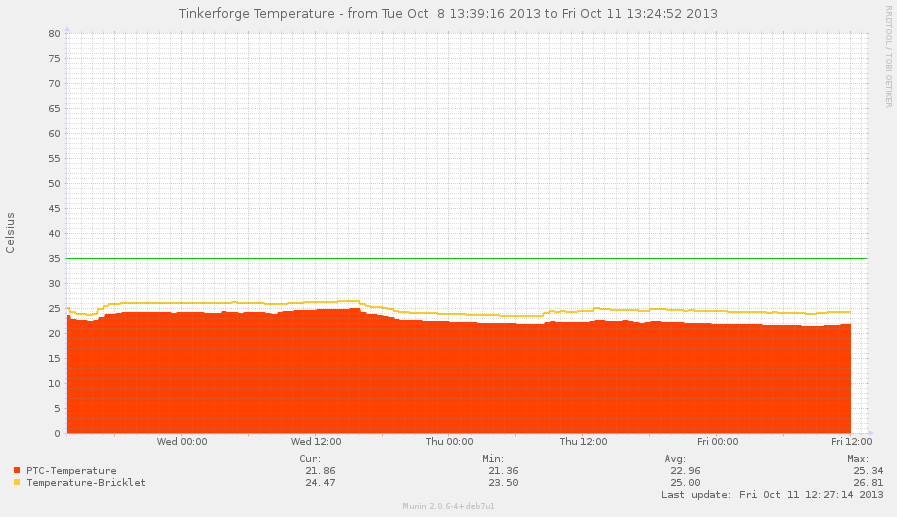 Tinkerforge Temperature - from Tue Oct  8 13:39:16 2013 to Fri Oct 11 13:24:52 2013
RRDTOOL / TOBI OETIKER
Celsius
80
75
70
65
60
55
50
45
40
35
30
25
20
15
10
5
0
Wed 00:00 Wed 12:00 Thu 00:00 Thu 12:00 Fri 00:00 Fri 12:00
Cur: Min: Avg: Max:
PTC-Temperature 21.86 21.36 22.96 25.34
Temperature-Bricklet 24.47 23.50 25.00 26.81
Last update: Fri Oct 11 12:27:14 2013
Munin 2.0.6-4+deb7u1